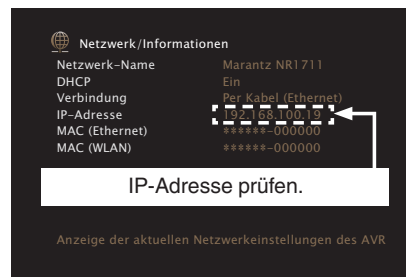 Netzwerk/Informationen
Netzwerk-Name Marantz NR1711
DHCP Ein
Verbindung Per Kabel (Ethernet)
IP-Adresse 192.168.100.19
MAC (Ethernet) ******-000000
MAC (WLAN) ******-000000
IP-Adresse prüfen.
Anzeige der aktuellen Netzwerkeinstellungen des AVR